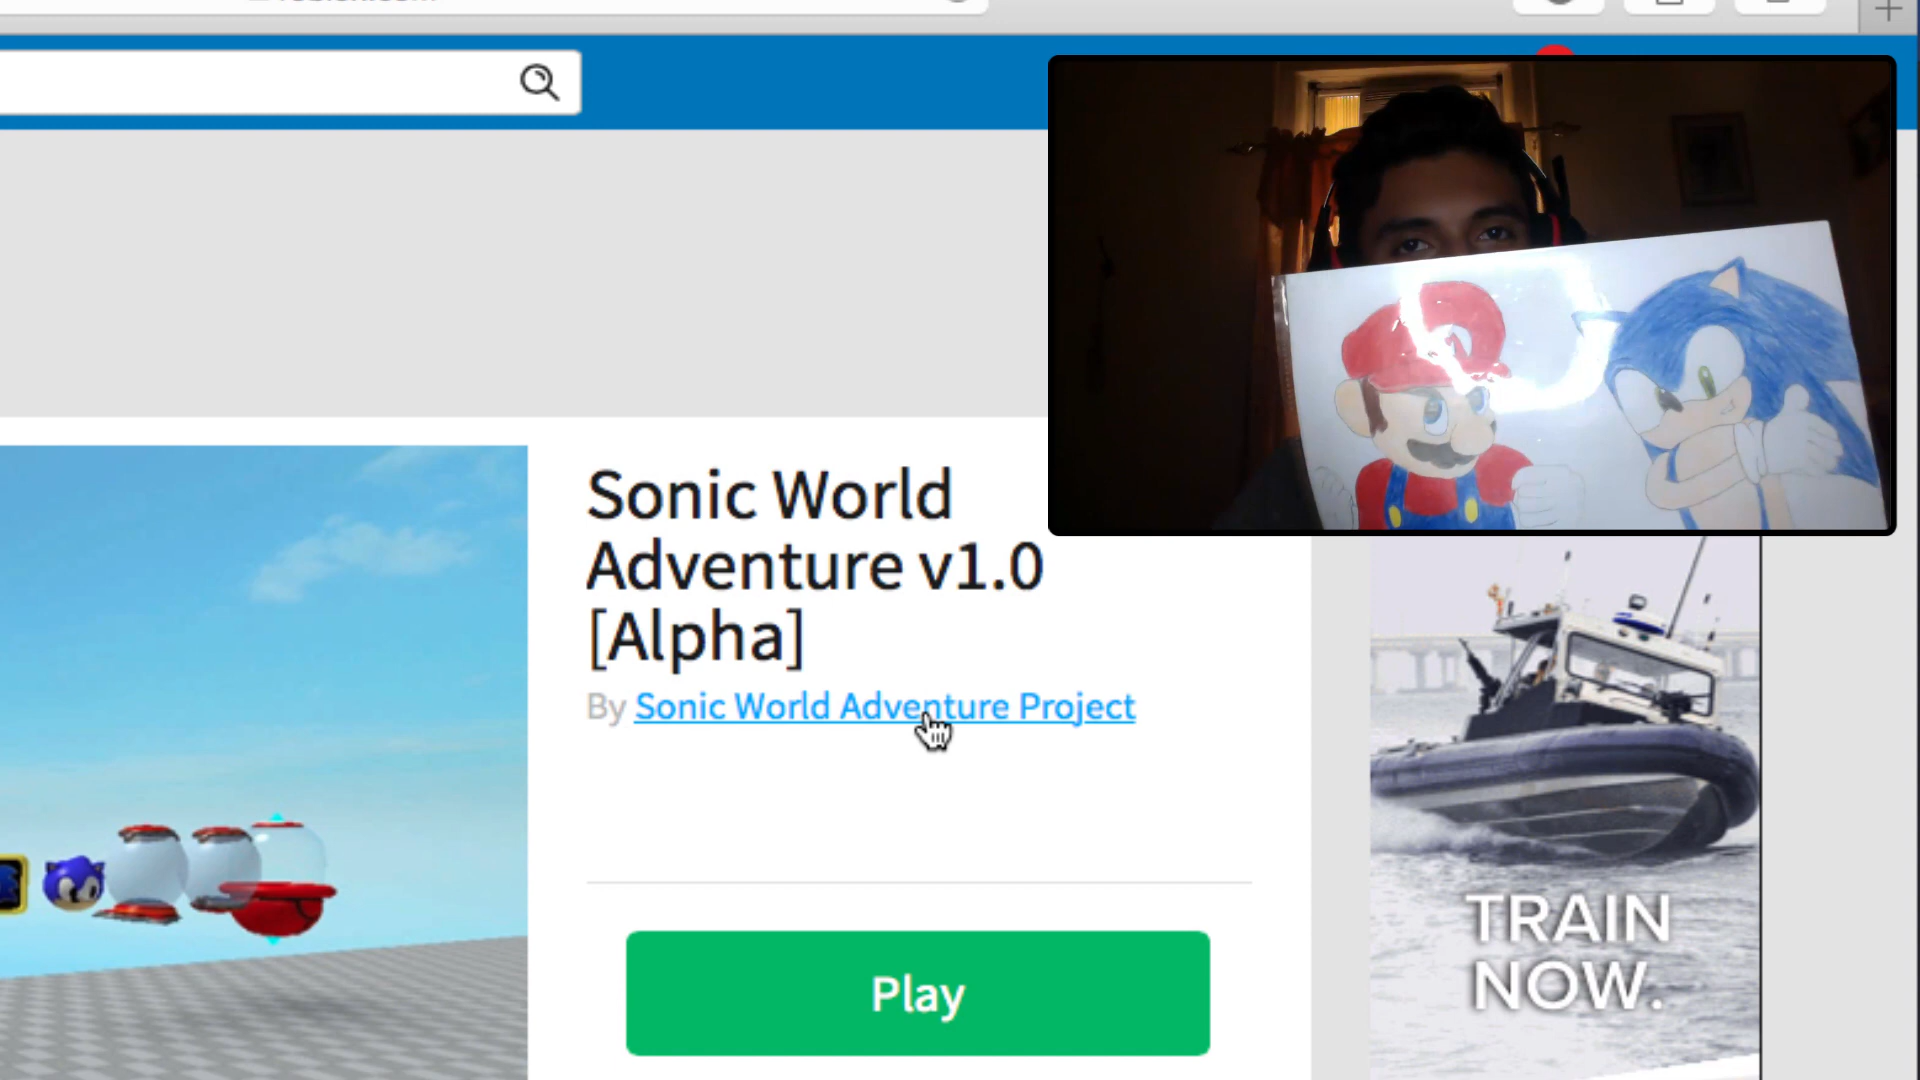 Sonic World
Adventure v1.0
[Alpha]
By Sonic World Adventure Project
Play
TRAIN
NOW.